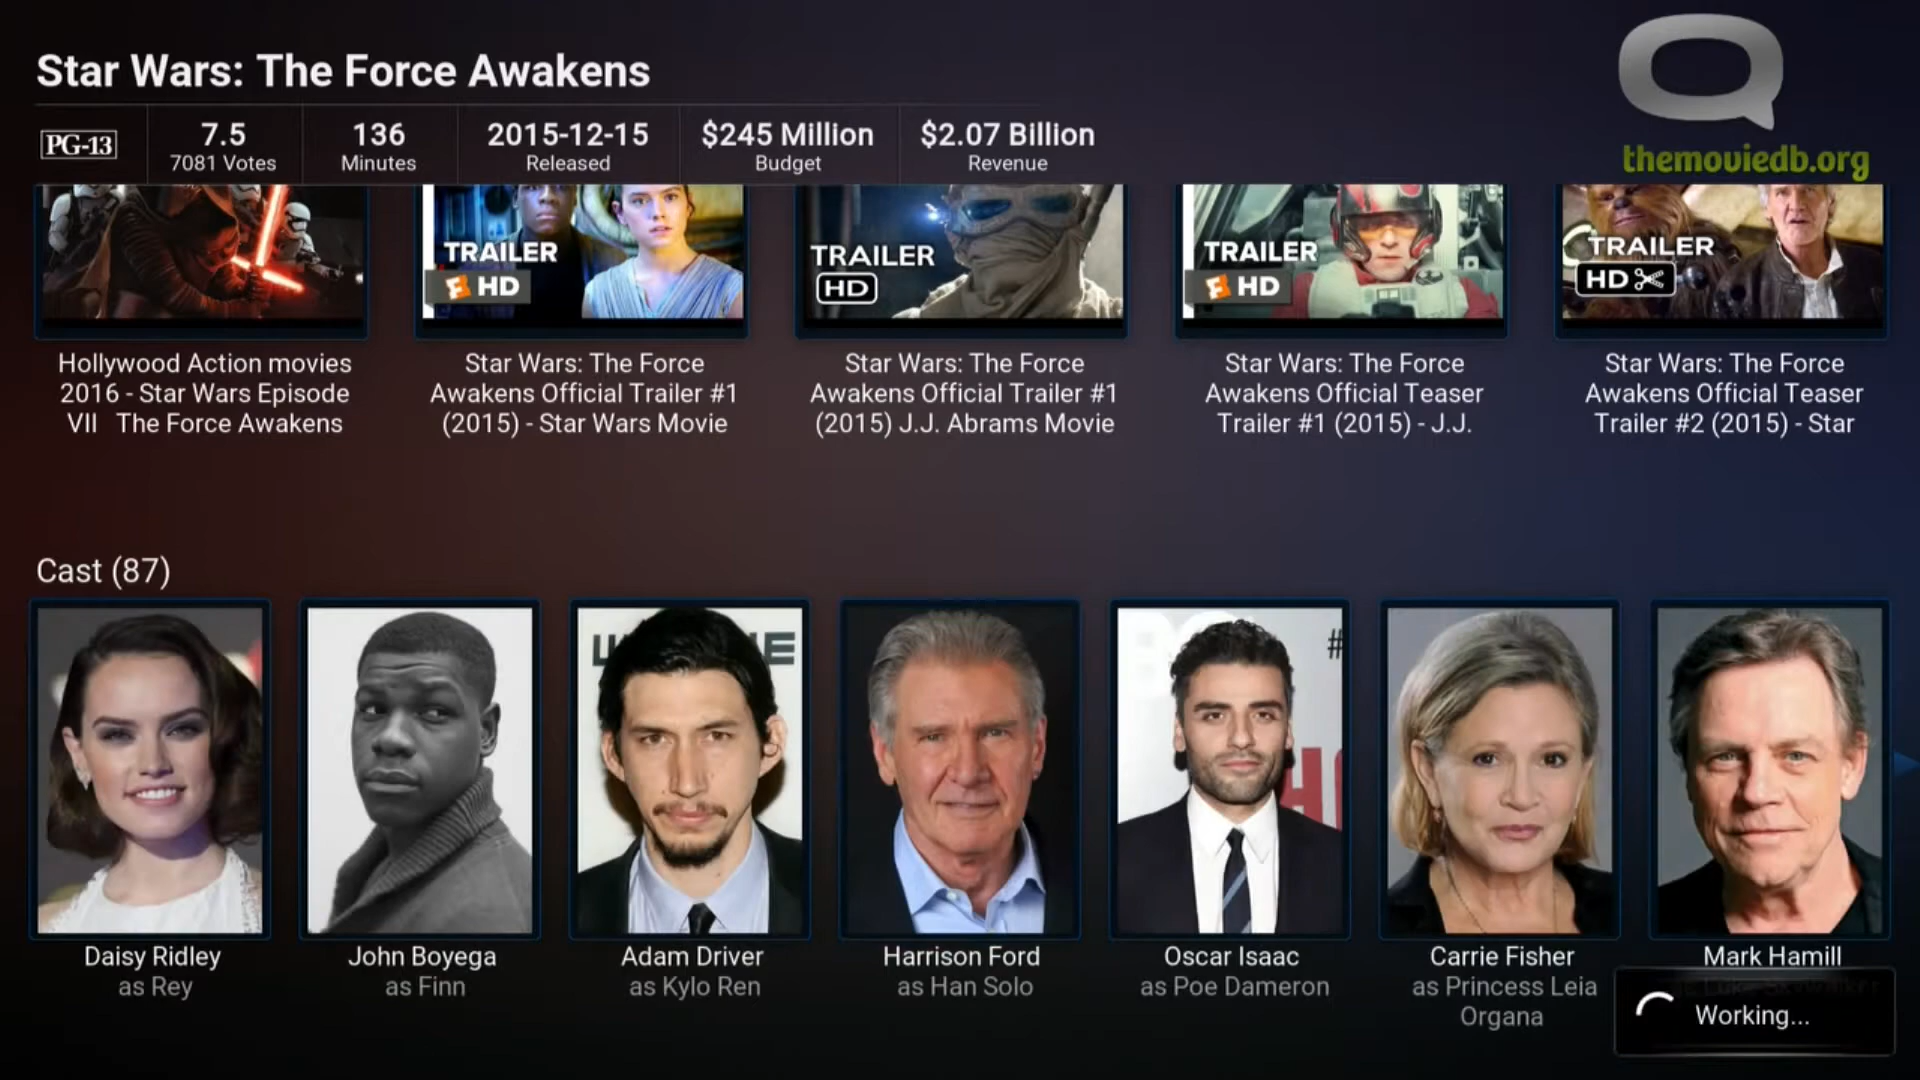 Star Wars: The Force Awakens
PG-13
7.5
7081 Votes
136
Minutes
2015-12-15
Released
$245 Million
Budget
$2.07 Billion
Revenue
themoviedb.org
TRAILER
HD
TRAILER
HD
TRAILER
HD
TRAILER
HD
Hollywood Action movies
2016 - Star Wars Episode
VII The Force Awakens
Star Wars: The Force
Awakens Official Trailer #1
(2015) - Star Wars Movie
Star Wars: The Force
Awakens Official Trailer #1
(2015) J.J. Abrams Movie
Star Wars: The Force
Awakens Official Teaser
Trailer #1 (2015) - J.J.
Star Wars: The Force
Awakens Official Teaser
Trailer #2 (2015) - Star
Cast (87)
#
Daisy Ridley
as Rey
John Boyega
as Finn
Adam Driver
as Kylo Ren
Harrison Ford
as Han Solo
Oscar Isaac
as Poe Dameron
Carrie Fisher
as Princess Leia
Organa
Mark Hamill
Working...